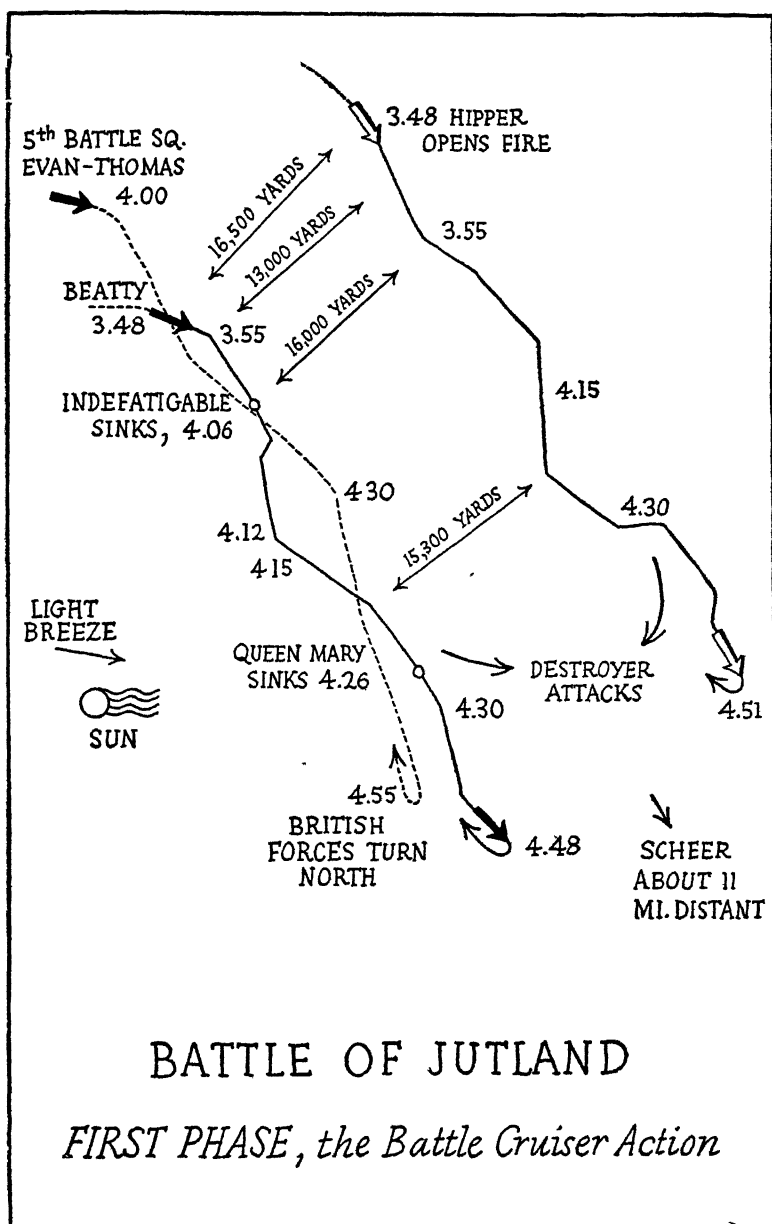 3.48 HIPPER
OPENS FIRE
5th BATTLE SQ.
EVAN-THOMAS
4.00
16,500 YARDS
13,000 YARDS
3.55
BEATTY
3.48
3.55
16,000 YARDS
INDEFATIGABLE
SINKS, 4.06
4.15
4.30
4.30
15,300 YARDS
4.12
4.15
LIGHT
BREEZE
QUEEN MARY
SINKS 4.26
DESTROYER
ATTACKS
SUN
4.30
4.51
4.55
BRITISH
FORCES TURN
NORTH
4.48
SCHEER
ABOUT 11
MI. DISTANT
BATTLE OF JUTLAND
FIRST PHASE, the Battle Cruiser Action